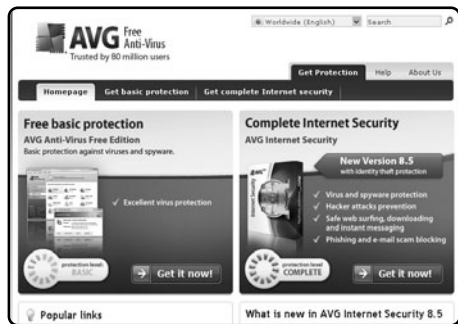 Worldwide (English)
Search
AVG Free
Anti-Virus
Trusted by 80 million users
Get Protection Help About Us
Homepage Get basic protection Get complete Internet security
Free basic protection
AVG Anti-Virus Free Edition
Basic protection against viruses and spyware.
Excellent virus protection
protection level:
BASIC
Get it now!
Complete Internet Security
AVG Internet Security
New Version 8.5
with identity theft protection
Virus and spyware protection
Hacker attacks prevention
Safe web surfing, downloading
and instant messaging
Phishing and e-mail scam blocking
AVG
Internet Security
protection level:
COMPLETE
Get it now!
Popular links
What is new in AVG Internet Security 8.5